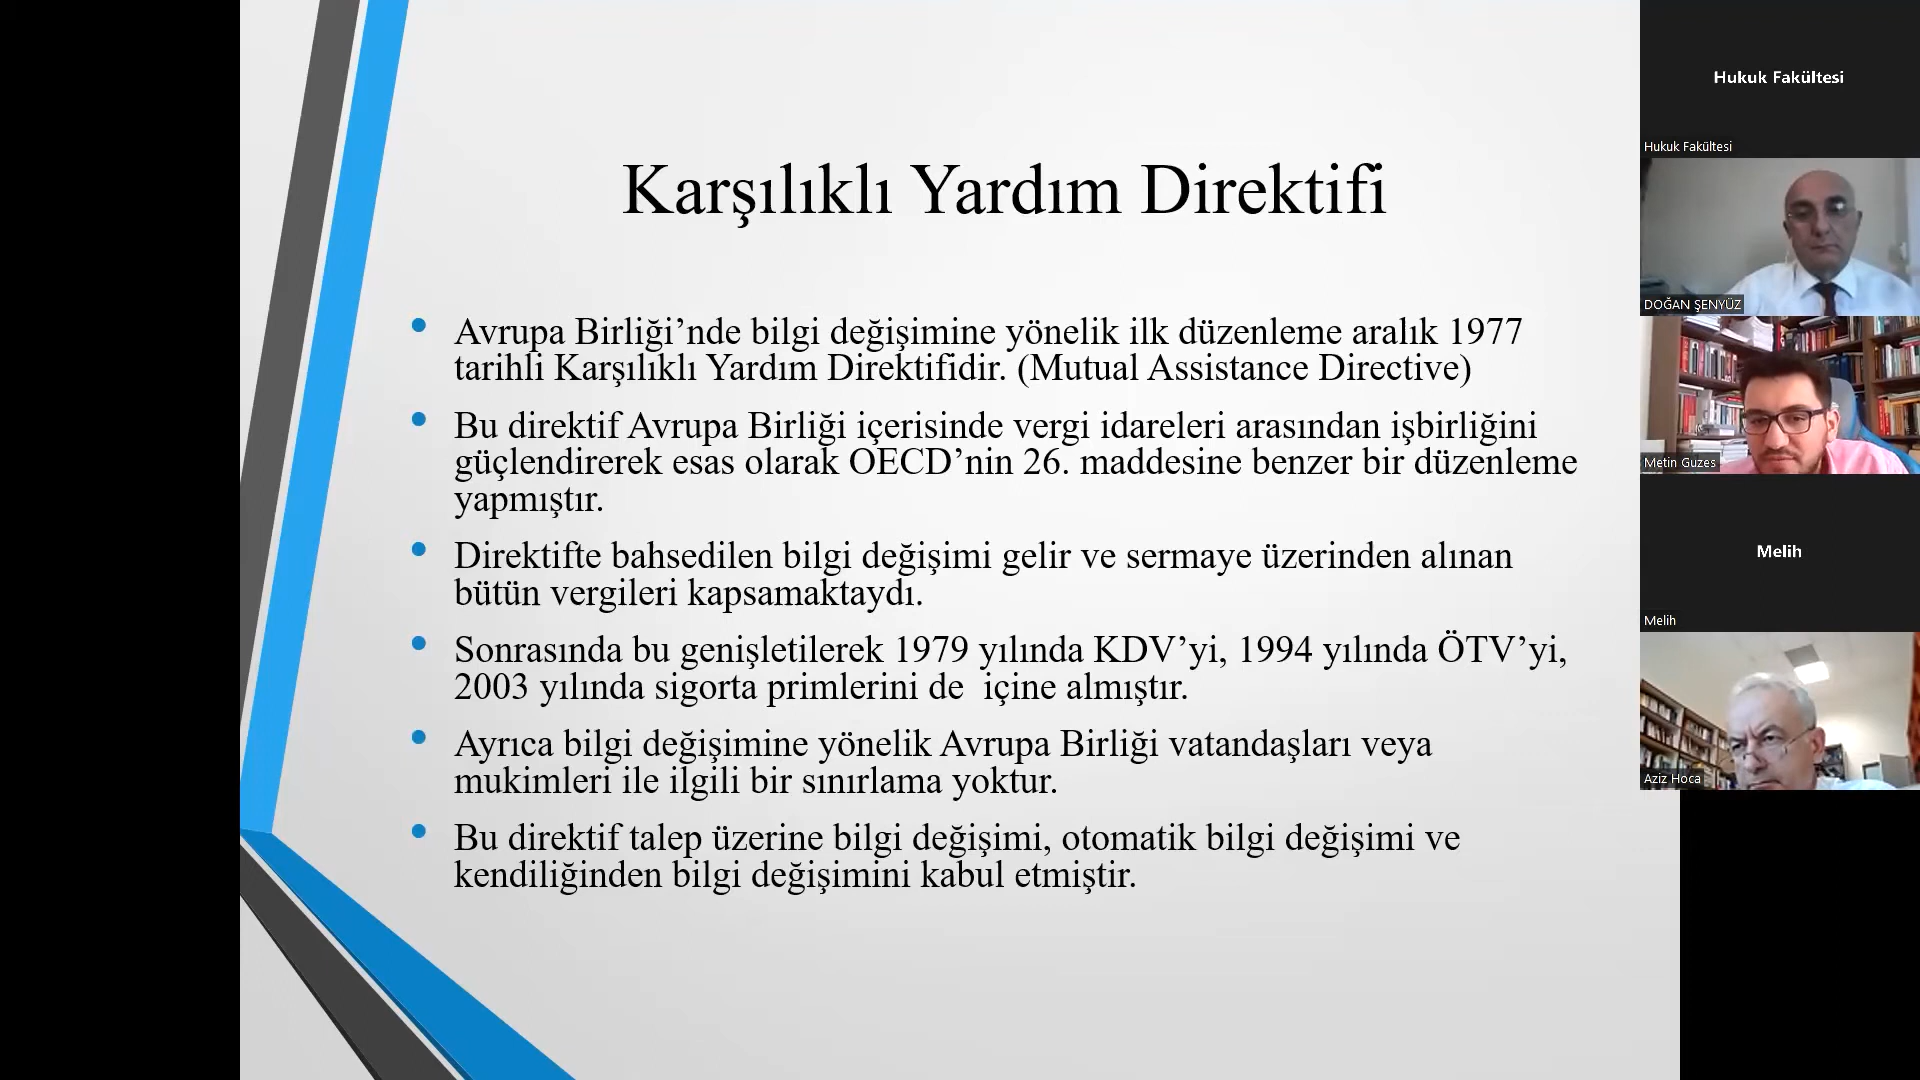 Karşılıklı Yardım Direktifi
Avrupa Birliği’nde bilgi değişimine yönelik ilk düzenleme aralık 1977
tarihli Karşılıklı Yardım Direktifidir. (Mutual Assistance Directive)
Bu direktif Avrupa Birliği içerisinde vergi idareleri arasından işbirliğini
güçlendirerek esas olarak OECD’nin 26. maddesine benzer bir düzenleme
yapmıştır.
Direktifte bahsedilen bilgi değişimi gelir ve sermaye üzerinden alınan
bütün vergileri kapsamaktaydı.
Sonrasında bu genişletilerek 1979 yılında KDV’yi, 1994 yılında ÖTV’yi,
2003 yılında sigorta primlerini de  içine almıştır.
Ayrıca bilgi değişimine yönelik Avrupa Birliği vatandaşları veya
mukimleri ile ilgili bir sınırlama yoktur.
Bu direktif talep üzerine bilgi değişimi, otomatik bilgi değişimi ve
kendiliğinden bilgi değişimini kabul etmiştir.
Hukuk Fakültesi
Hukuk Fakültesi
DOĞAN ŞENYÜZ
Metin Guzes
Melih
Melih
Aziz Hoca